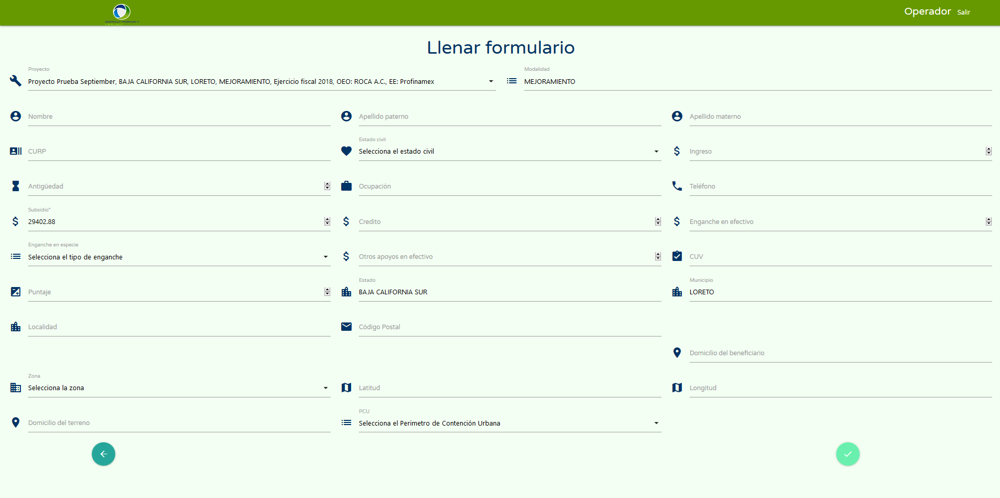 Operador Salir
Llenar formulario
Proyecto Modalidad
Proyecto Prueba Septiember, BAJA CALIFORNIA SUR, LORETO, MEJORAMIENTO, Ejercicio fiscal 2018, OEO: ROCA A.C., EE: Profinamex MEJORAMIENTO
Nombre Apellido paterno Apellido materno
Estado civil
CURP Selecciona el estado civil Ingreso
Antigüedad Ocupación Teléfono
Subsidio*
29402.88 Credito Enganche en efectivo
Enganche en especie
Selecciona el tipo de enganche Otros apoyos en efectivo CUV
Estado Municipio
Puntaje BAJA CALIFORNIA SUR LORETO
Localidad Código Postal
Domicilio del beneficiario
Zona
Selecciona la zona Latitud Longitud
PCU
Domicilio del terreno Selecciona el Perimetro de Contención Urbana